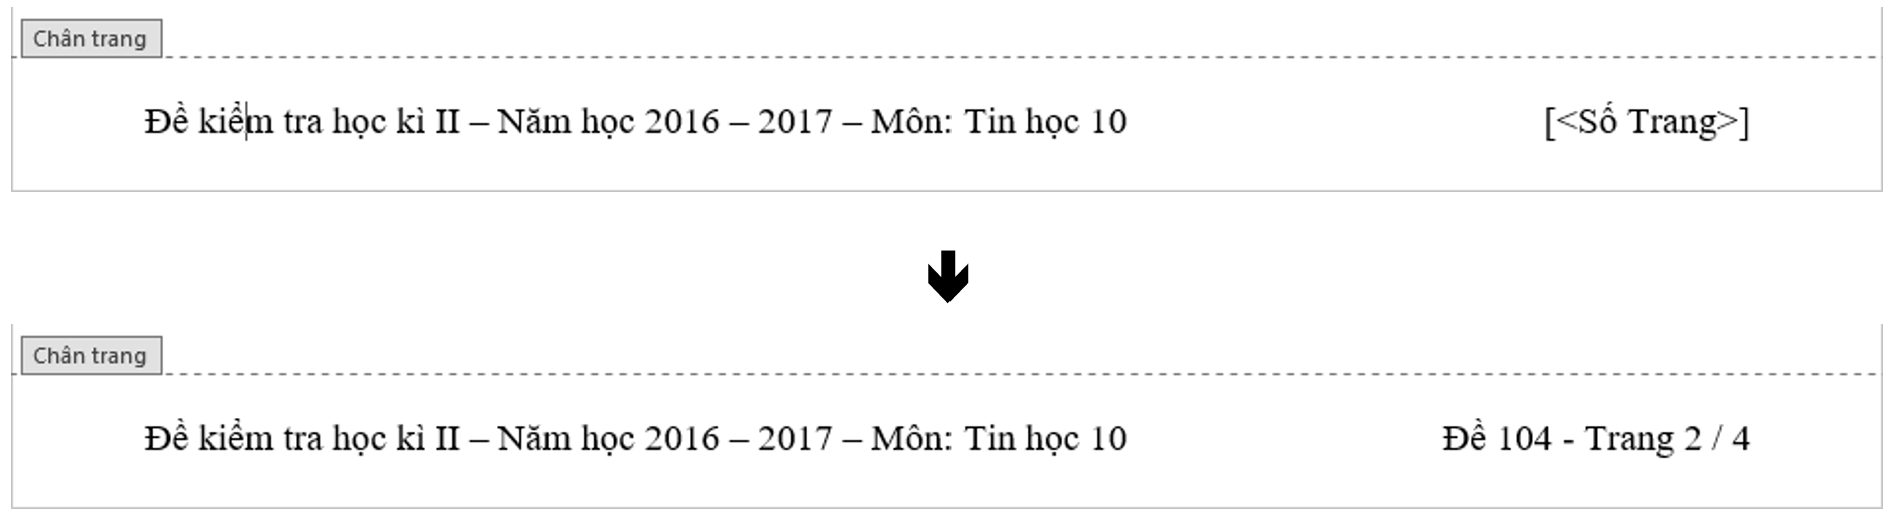 Chân trang
Đề kiểm tra học kì II – Năm học 2016 – 2017 – Môn: Tin học 10 [<Số Trang>]
Chân trang
Đề kiểm tra học kì II – Năm học 2016 – 2017 – Môn: Tin học 10 Đề 104 - Trang 2 / 4